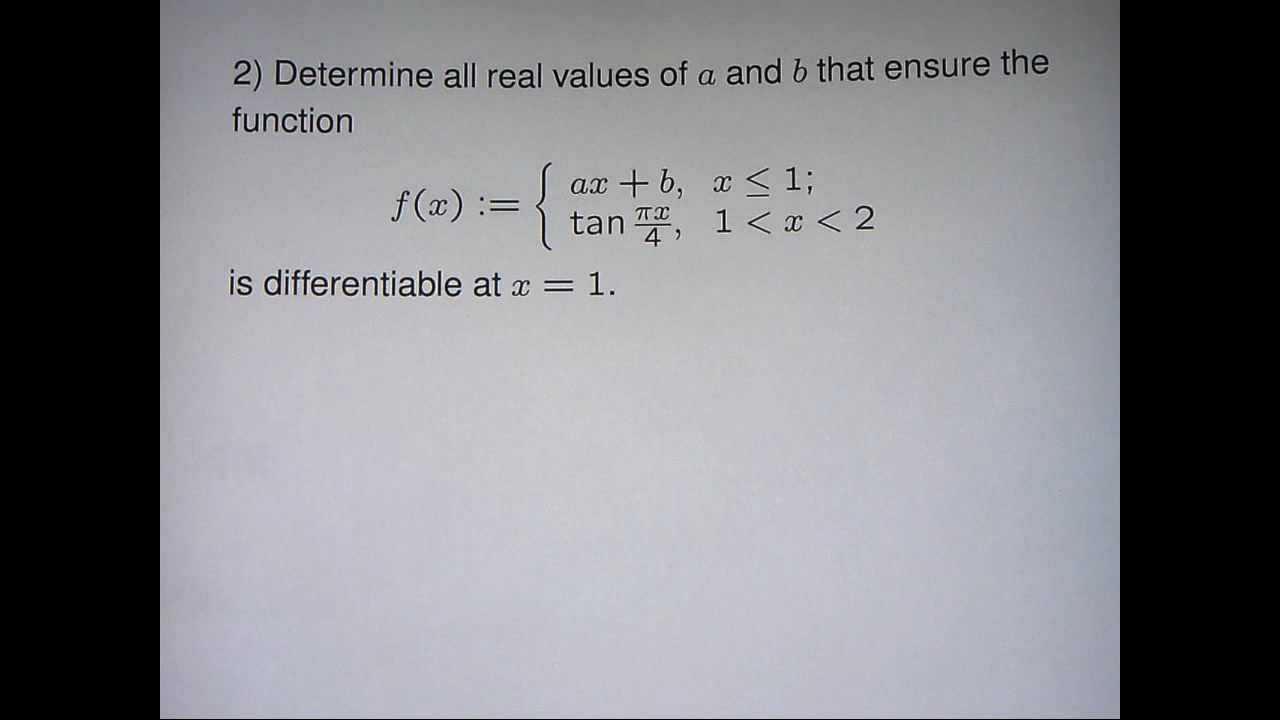 2) Determine all real values of a and b that ensure the
function
f(x) := { ax + b, x ≤ 1;
tan πx/4, 1 < x < 2
is differentiable at x = 1.